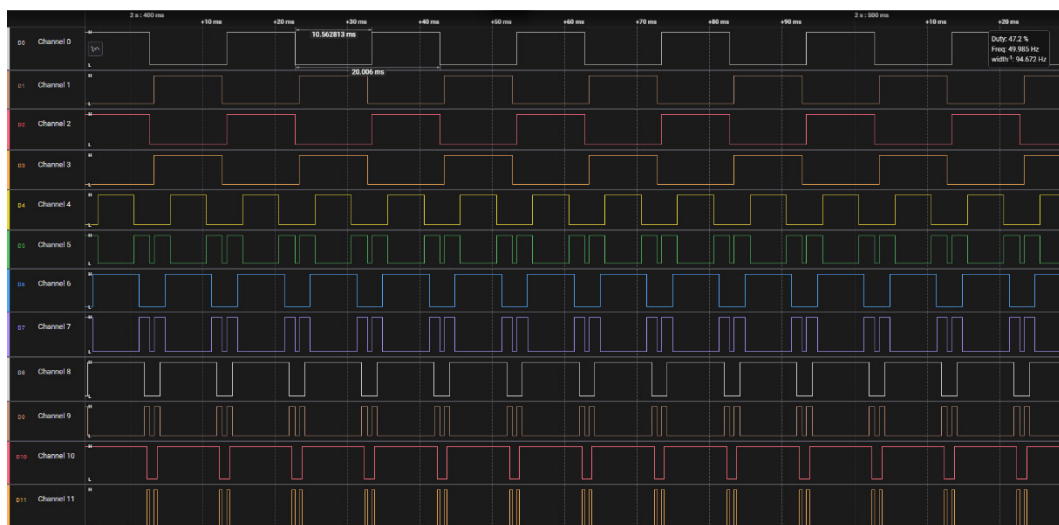 2 s : 400 ms
2 s : 500 ms
+10 ms +20 ms +30 ms +40 ms +50 ms +60 ms +70 ms +80 ms +90 ms +10 ms +20 ms
D0 Channel 0
10.562813 ms
20.006 ms
Duty: 47.2 %
Freq: 49.985 Hz
width⁻¹: 94.672 Hz
D1 Channel 1
D2 Channel 2
D3 Channel 3
D4 Channel 4
D5 Channel 5
D6 Channel 6
D7 Channel 7
D8 Channel 8
D9 Channel 9
D10 Channel 10
D11 Channel 11